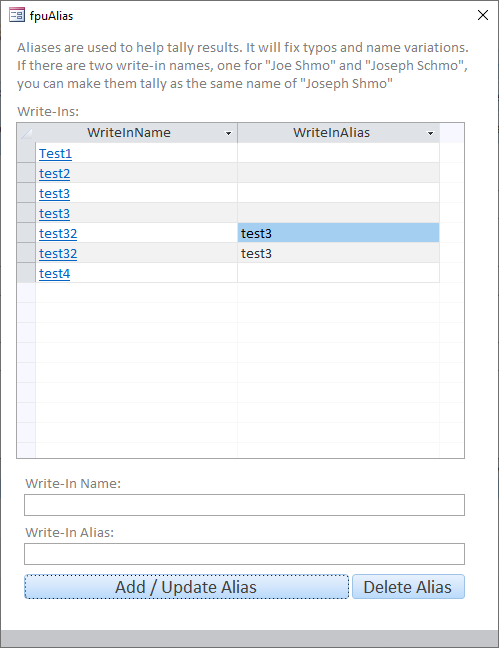 fpuAlias
Aliases are used to help tally results. It will fix typos and name variations.
If there are two write-in names, one for "Joe Shmo" and "Joseph Schmo",
you can make them tally as the same name of "Joseph Shmo"
Write-Ins:
WriteInName WriteInAlias
Test1
test2
test3
test3
test32 test3
test32 test3
test4
Write-In Name:
Write-In Alias:
Add / Update Alias Delete Alias